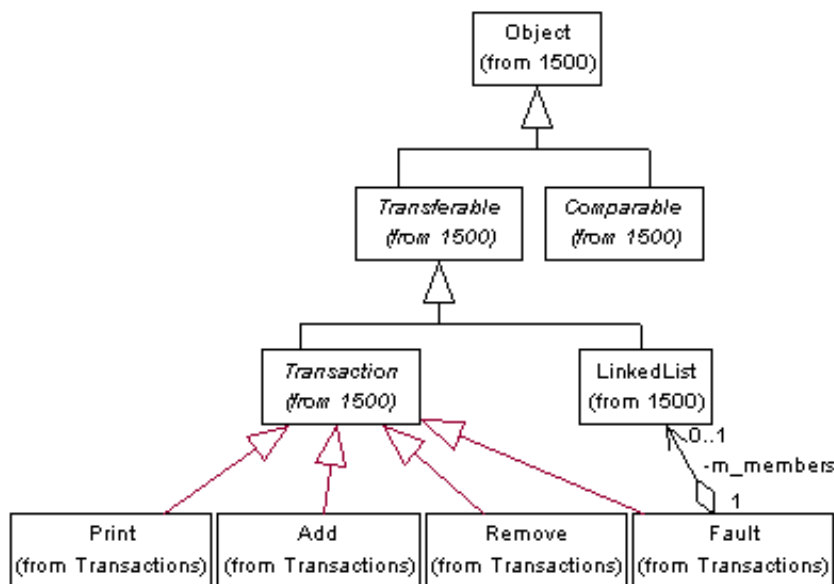 Object
(from 1500)
Transferable
(from 1500)
Comparable
(from 1500)
Transaction
(from 1500)
LinkedList
(from 1500)
0..1
-m_members
1
Print
(from Transactions)
Add
(from Transactions)
Remove
(from Transactions)
Fault
(from Transactions)